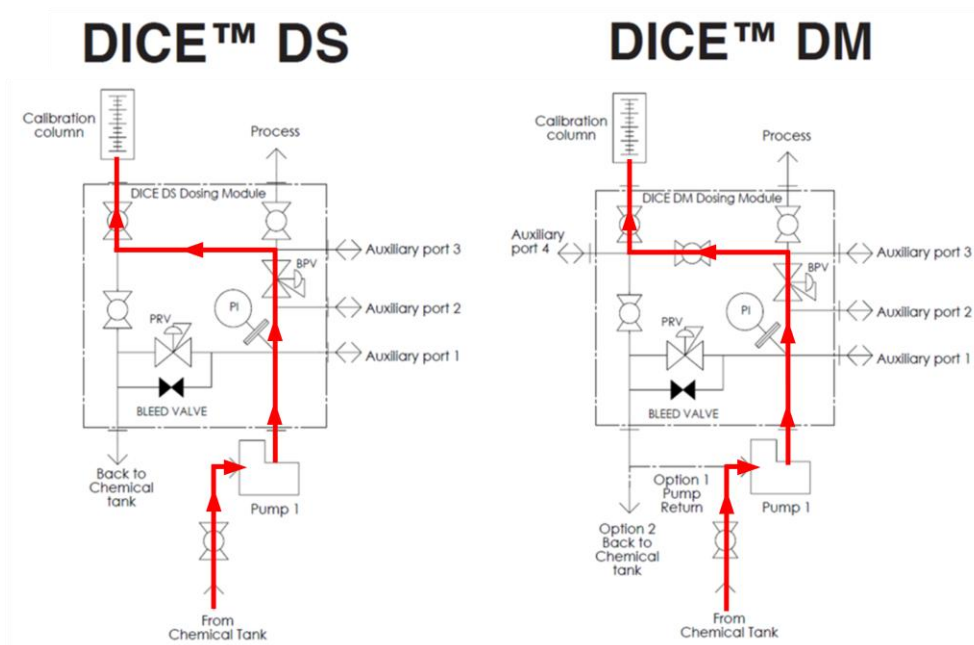 DICE™ DS
Calibration
column
Process
DICE DS Dosing Module
Auxiliary port 3
BPV
PI
Auxiliary port 2
PRV
Auxiliary port 1
BLEED VALVE
Back to
Chemical
tank
Pump 1
From
Chemical Tank
DICE™ DM
Calibration
column
Process
DICE DM Dosing Module
Auxiliary
port 4
Auxiliary port 3
BPV
PI
Auxiliary port 2
PRV
Auxiliary port 1
BLEED VALVE
Option 1
Pump
Return
Pump 1
Option 2
Back to
Chemical
tank
From
Chemical Tank